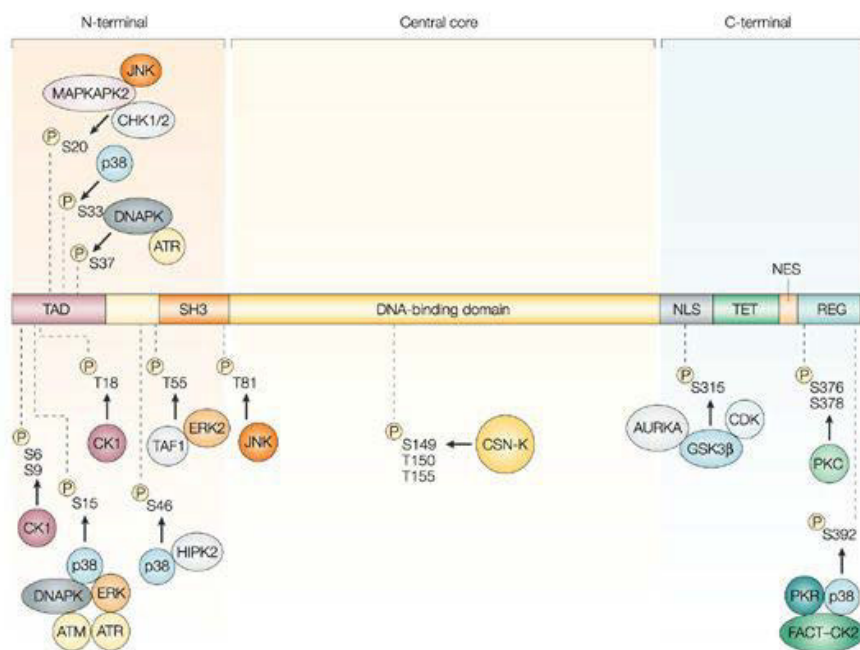 N-terminal
Central core
C-terminal
JNK
MAPKAPK2
CHK1/2
P
S20
p38
P
S33
DNAPK
ATR
P
S37
NES
TAD
SH3
DNA-binding domain
NLS
TET
REG
P
T18
CK1
P
T55
TAF1
ERK2
P
T81
JNK
P
S6
S9
CK1
P
S15
p38
DNAPK
ERK
ATM
ATR
P
S46
p38
HIPK2
P
S149
T150
T155
CSN-K
P
S315
AURKA
CDK
GSK3β
P
S376
S378
PKC
P
S392
PKR
p38
FACT–CK2